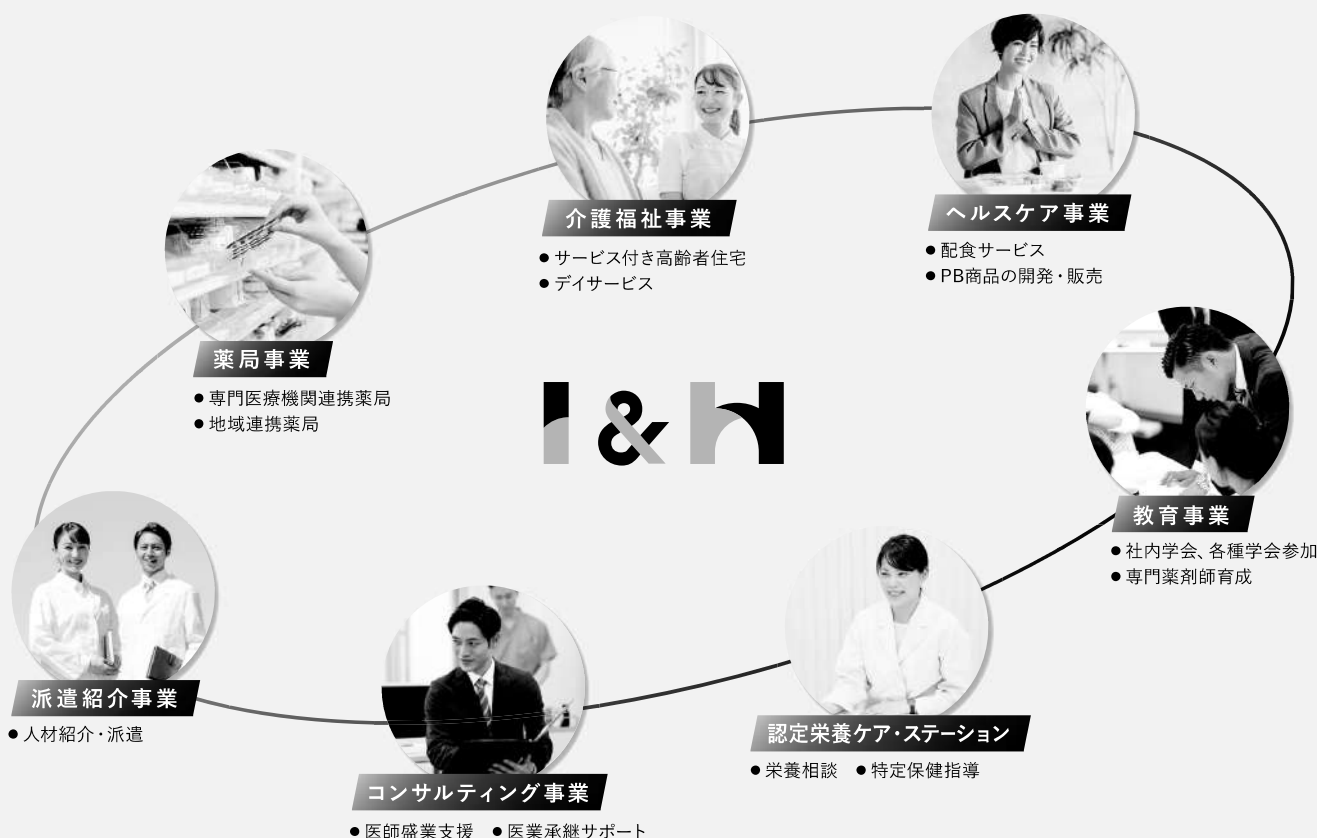 介護福祉事業
● サービス付き高齢者住宅
● デイサービス
ヘルスケア事業
● 配食サービス
● PB商品の開発・販売
薬局事業
● 専門医療機関連携薬局
● 地域連携薬局
I&H
教育事業
● 社内学会、各種学会参加
● 専門薬剤師育成
派遣紹介事業
● 人材紹介・派遣
認定栄養ケア・ステーション
● 栄養相談 ● 特定保健指導
コンサルティング事業
● 医師盛業支援 ● 医業承継サポート